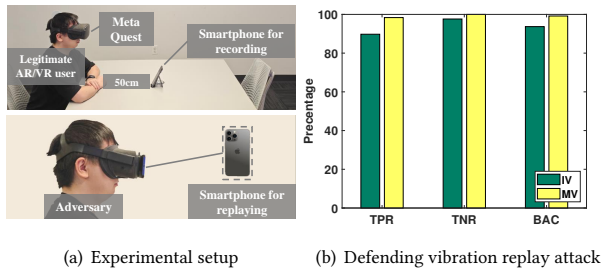 Meta
Quest
Smartphone for
recording
Legitimate
AR/VR user
50cm
Adversary
Smartphone for
replaying
(a) Experimental setup
Precentage
100
80
60
40
20
0
TPR
TNR
BAC
IV
MV
(b) Defending vibration replay attack